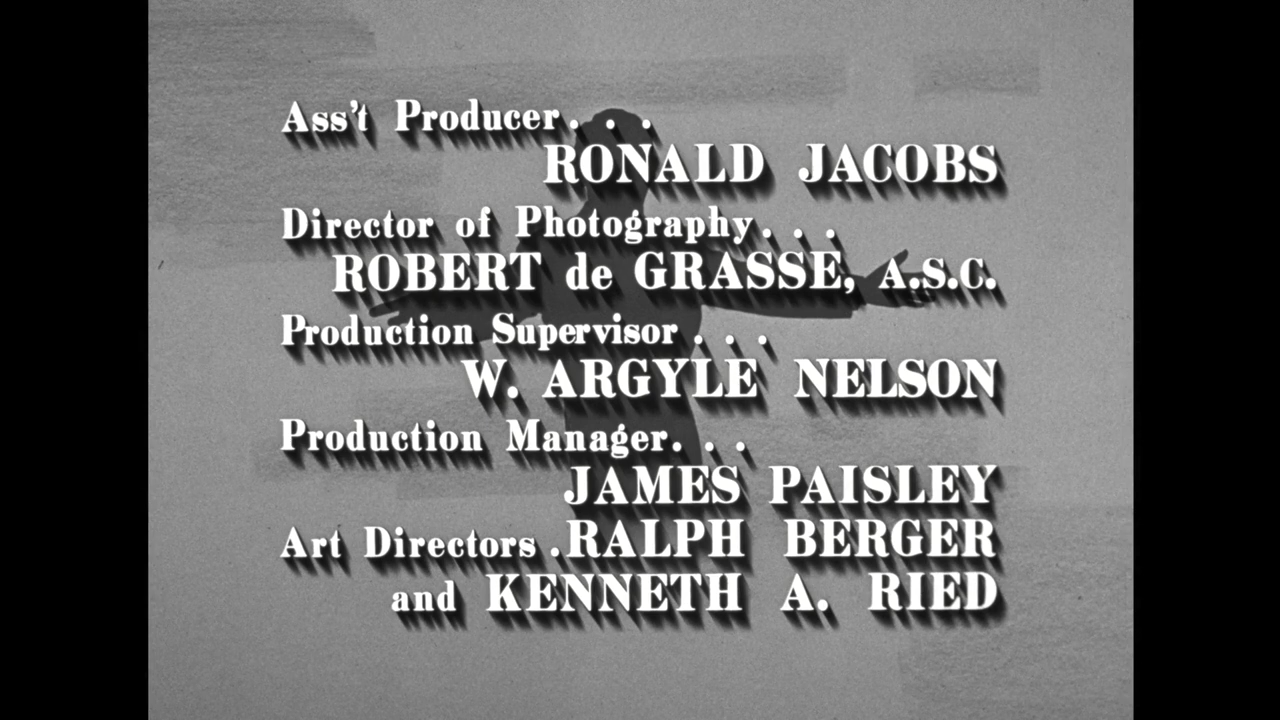 Ass't Producer. . .
RONALD JACOBS
Director of Photography. . .
ROBERT de GRASSE, A.S.C.
Production Supervisor . . .
W. ARGYLE NELSON
Production Manager. . .
JAMES PAISLEY
Art Directors .RALPH BERGER
and KENNETH A. RIED